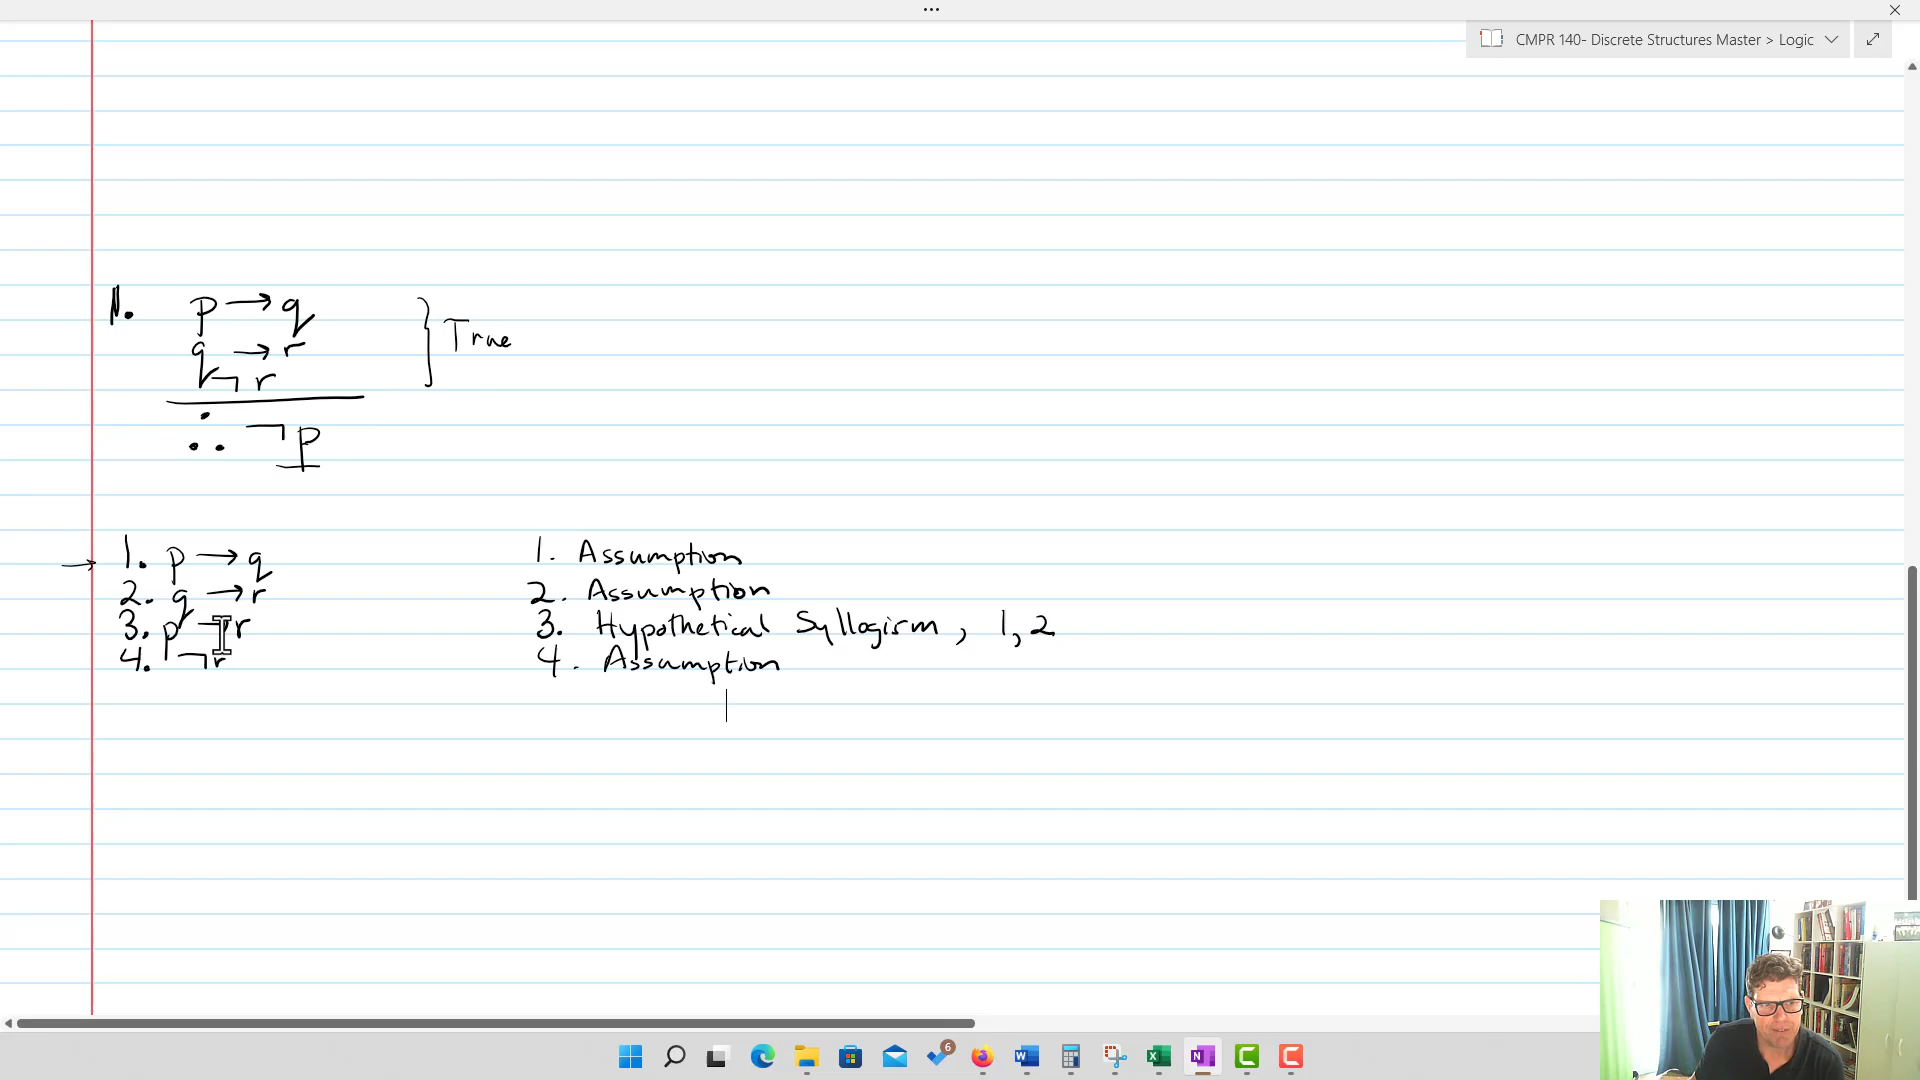 CMPR 140- Discrete Structures Master > Logic
1. p → q
q → r
¬ r
True
∴ ¬ p
→ 1. p → q
2. q → r
3. p → r
4. ¬ r
1. Assumption
2. Assumption
3. Hypothetical Syllogism, 1,2
4. Assumption
6